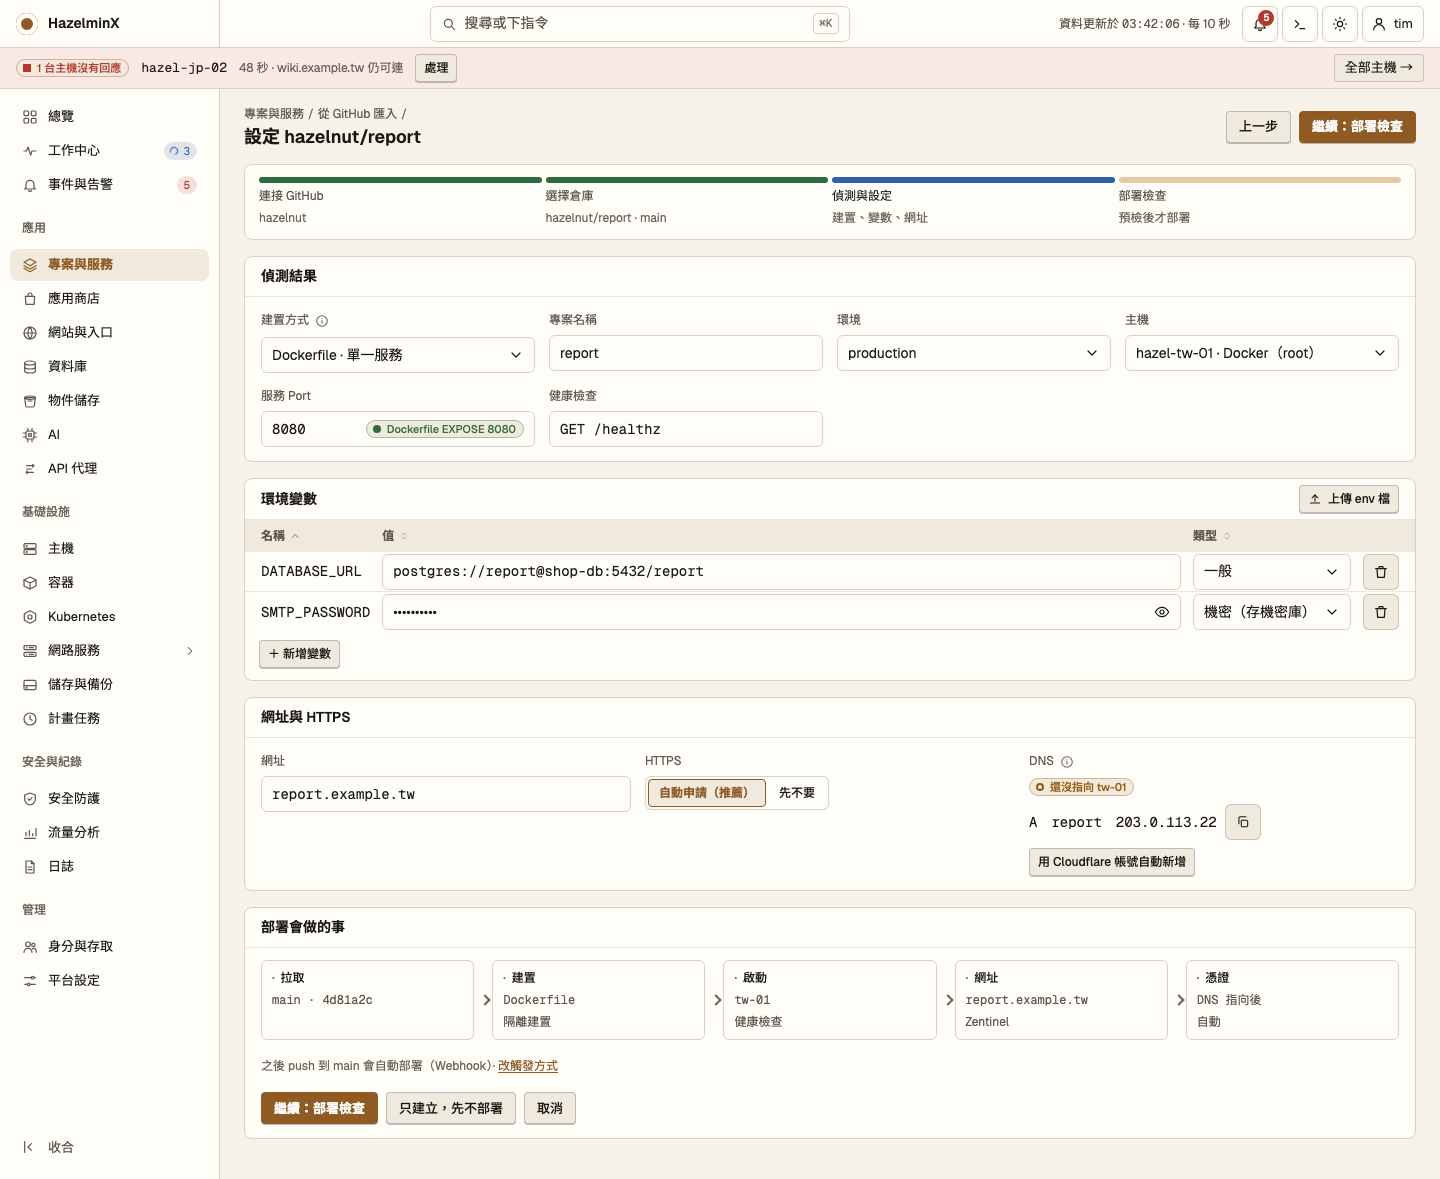 HazelminX
搜尋或下指令
⌘K
資料更新於 03:42:06 · 每 10 秒
5
tim
1 台主機沒有回應
hazel-jp-02
48 秒 · wiki.example.tw 仍可連
處理
全部主機 →
總覽
工作中心
3
事件與告警
5
應用
專案與服務
應用商店
網站與入口
資料庫
物件儲存
AI
API 代理
基礎設施
主機
容器
Kubernetes
網路服務
儲存與備份
計畫任務
安全與紀錄
安全防護
流量分析
日誌
管理
身分與存取
平台設定
收合
專案與服務 / 從 GitHub 匯入 /
設定 hazelnut/report
上一步
繼續：部署檢查
連接 GitHub
hazelnut
選擇倉庫
hazelnut/report · main
偵測與設定
建置、變數、網址
部署檢查
預檢後才部署
偵測結果
建置方式
Dockerfile · 單一服務
專案名稱
report
環境
production
主機
hazel-tw-01 · Docker（root）
服務 Port
8080
Dockerfile EXPOSE 8080
健康檢查
GET /healthz
環境變數
上傳 env 檔
名稱
值
類型
DATABASE_URL
postgres://report@shop-db:5432/report
一般
SMTP_PASSWORD
••••••••••
機密（存機密庫）
新增變數
網址與 HTTPS
網址
report.example.tw
HTTPS
自動申請（推薦）
先不要
DNS
還沒指向 tw-01
A report 203.0.113.22
用 Cloudflare 帳號自動新增
部署會做的事
· 拉取
main · 4d81a2c
· 建置
Dockerfile
隔離建置
· 啟動
tw-01
健康檢查
· 網址
report.example.tw
Zentinel
· 憑證
DNS 指向後
自動
之後 push 到 main 會自動部署（Webhook）· 改觸發方式
繼續：部署檢查
只建立，先不部署
取消